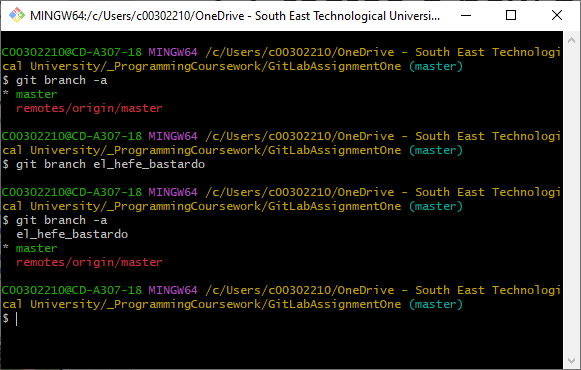 MINGW64:/c/Users/c00302210/OneDrive - South East Technological Universi...
C00302210@CD-A307-18 MINGW64 /c/Users/c00302210/OneDrive - South East Technologi
cal University/_ProgrammingCoursework/GitLabAssignmentOne (master)
$ git branch -a
* master
  remotes/origin/master
C00302210@CD-A307-18 MINGW64 /c/Users/c00302210/OneDrive - South East Technologi
cal University/_ProgrammingCoursework/GitLabAssignmentOne (master)
$ git branch el_hefe_bastardo
C00302210@CD-A307-18 MINGW64 /c/Users/c00302210/OneDrive - South East Technologi
cal University/_ProgrammingCoursework/GitLabAssignmentOne (master)
$ git branch -a
  el_hefe_bastardo
* master
  remotes/origin/master
C00302210@CD-A307-18 MINGW64 /c/Users/c00302210/OneDrive - South East Technologi
cal University/_ProgrammingCoursework/GitLabAssignmentOne (master)
$